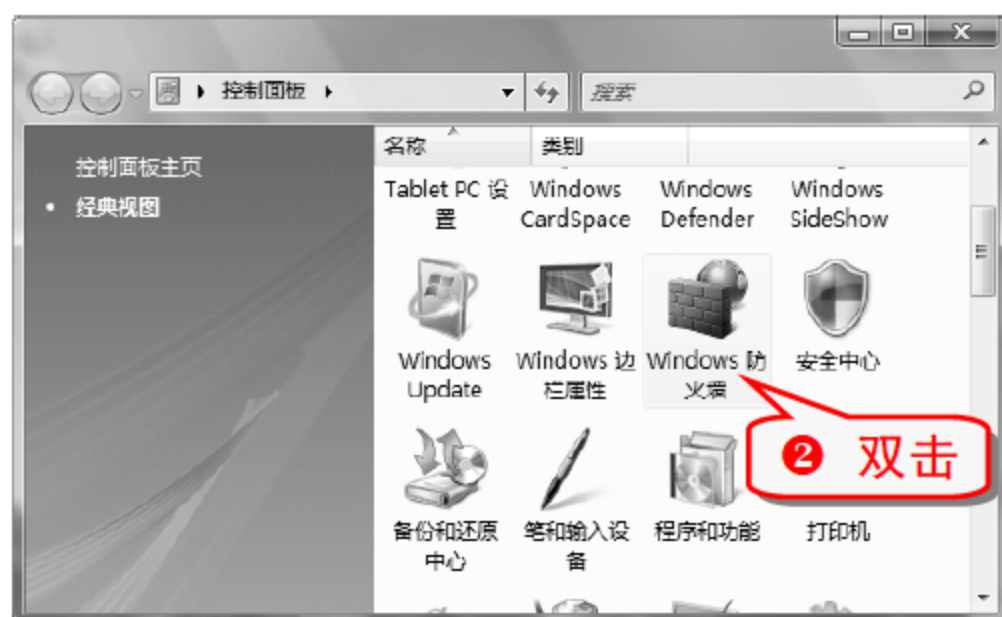 控制面板
搜索
控制面板主页
经典视图
名称
类别
Tablet PC 设
置
Windows
CardSpace
Windows
Defender
Windows
SideShow
Windows
Update
Windows 边
栏属性
Windows 防
火墙
安全中心
❷ 双击
备份和还原
中心
笔和输入设
备
程序和功能
打印机